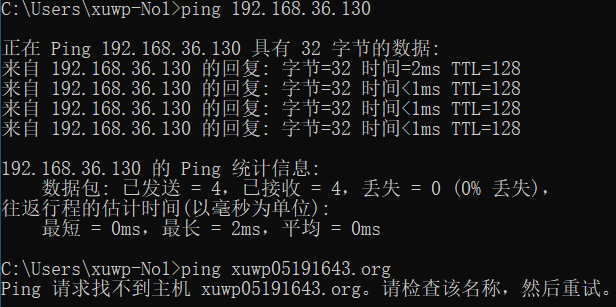 C:\Users\xuwp-No1>ping 192.168.36.130
正在 Ping 192.168.36.130 具有 32 字节的数据:
来自 192.168.36.130 的回复: 字节=32 时间=2ms TTL=128
来自 192.168.36.130 的回复: 字节=32 时间<1ms TTL=128
来自 192.168.36.130 的回复: 字节=32 时间<1ms TTL=128
来自 192.168.36.130 的回复: 字节=32 时间<1ms TTL=128
192.168.36.130 的 Ping 统计信息:
数据包: 已发送 = 4，已接收 = 4，丢失 = 0 (0% 丢失)，
往返行程的估计时间(以毫秒为单位):
最短 = 0ms，最长 = 2ms，平均 = 0ms
C:\Users\xuwp-No1>ping xuwp05191643.org
Ping 请求找不到主机 xuwp05191643.org。请检查该名称，然后重试。